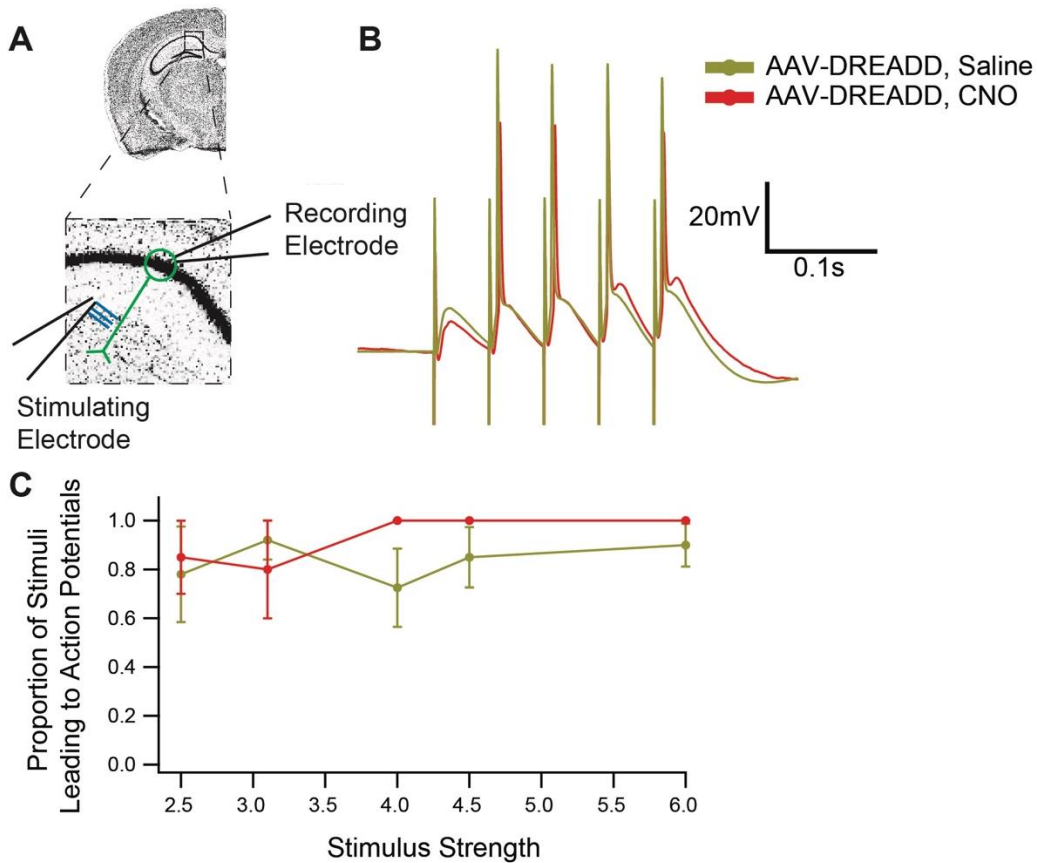 A
Recording
Electrode
Stimulating
Electrode
B
AAV-DREADD, Saline
AAV-DREADD, CNO
20mV
0.1s
C
Proportion of Stimuli
Leading to Action Potentials
1.0
0.8
0.6
0.4
0.2
0.0
2.5
3.0
3.5
4.0
4.5
5.0
5.5
6.0
Stimulus Strength